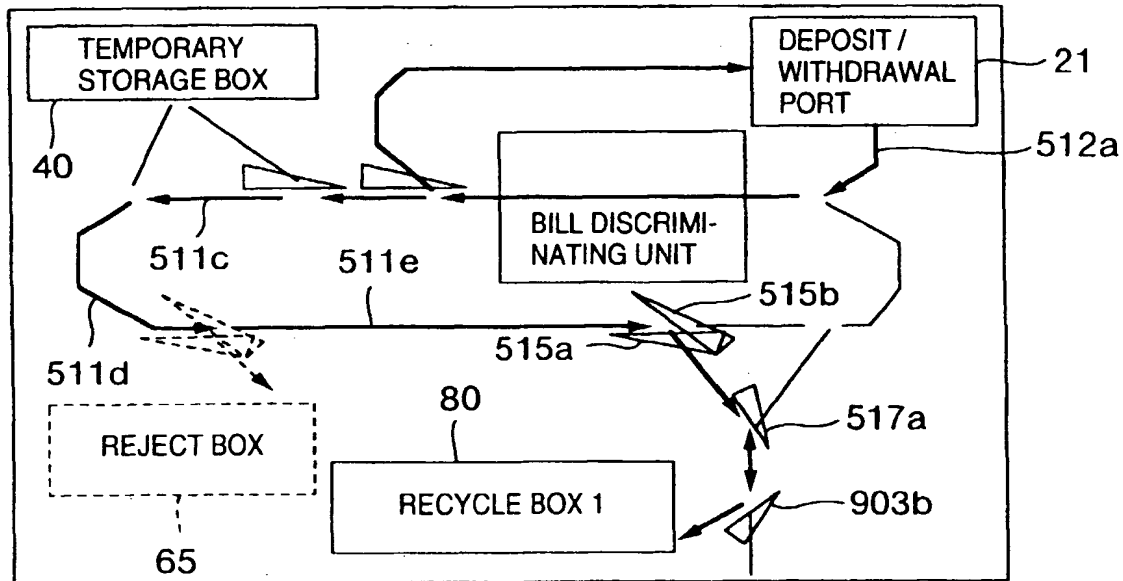 TEMPORARY
STORAGE BOX
DEPOSIT /
WITHDRAWAL
PORT
21
40
512a
BILL DISCRIMI-
NATING UNIT
511c
511e
515b
515a
511d
80
517a
REJECT BOX
RECYCLE BOX 1
903b
65